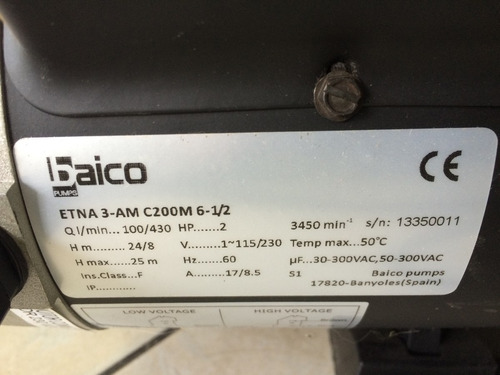 baico
PUMPS
CE
ETNA 3-AM C200M 6-1/2
Q l/min... 100/430 HP.......2 3450 min⁻¹ s/n: 13350011
H m......... 24/8 V.........1~115/230 Temp max...50°C
H max...... 25 m Hz........60 µF...30-300VAC,50-300VAC
Ins.Class...F A.........17/8.5 S1 Baico pumps
IP............ 17820-Banyoles(Spain)
LOW VOLTAGE HIGH VOLTAGE